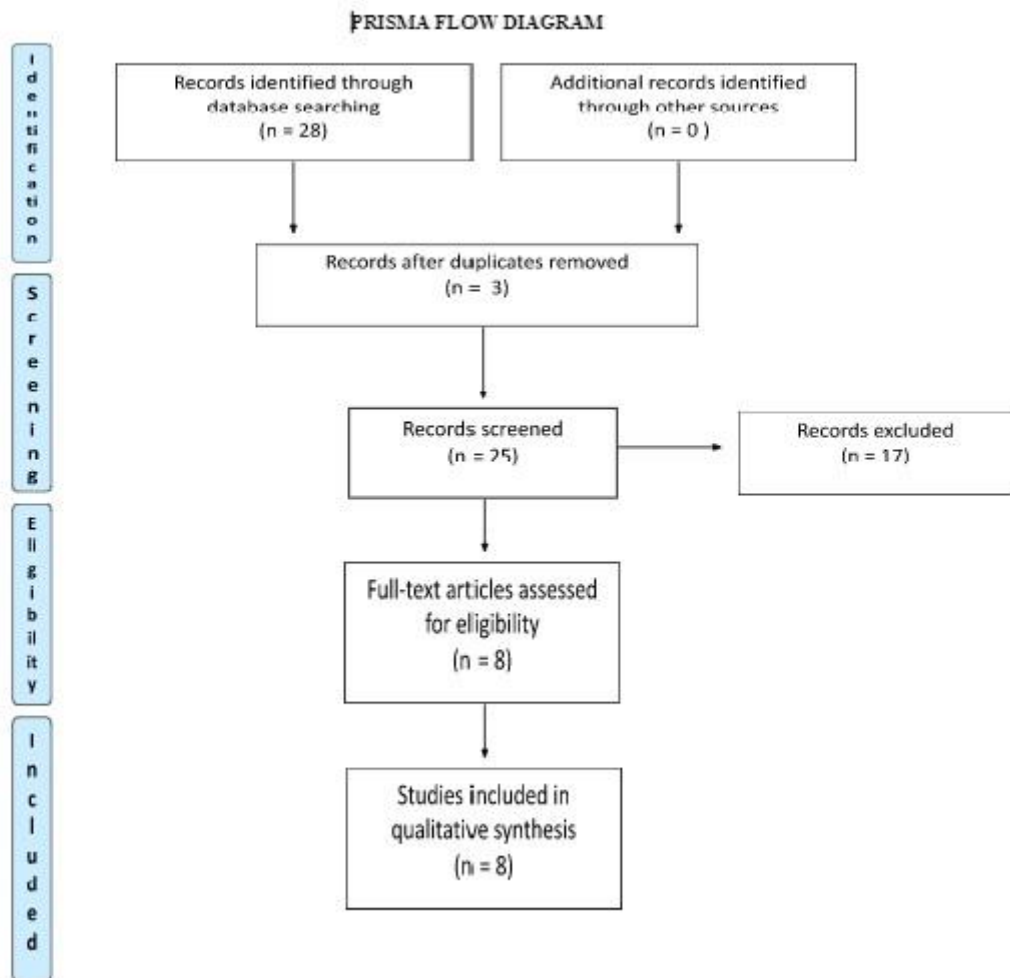 PRISMA FLOW DIAGRAM
Identification
Records identified through
database searching
(n = 28)
Additional records identified
through other sources
(n = 0 )
Records after duplicates removed
(n = 3)
Screening
Records screened
(n = 25)
Records excluded
(n = 17)
Eligibility
Full-text articles assessed
for eligibility
(n = 8)
Included
Studies included in
qualitative synthesis
(n = 8)